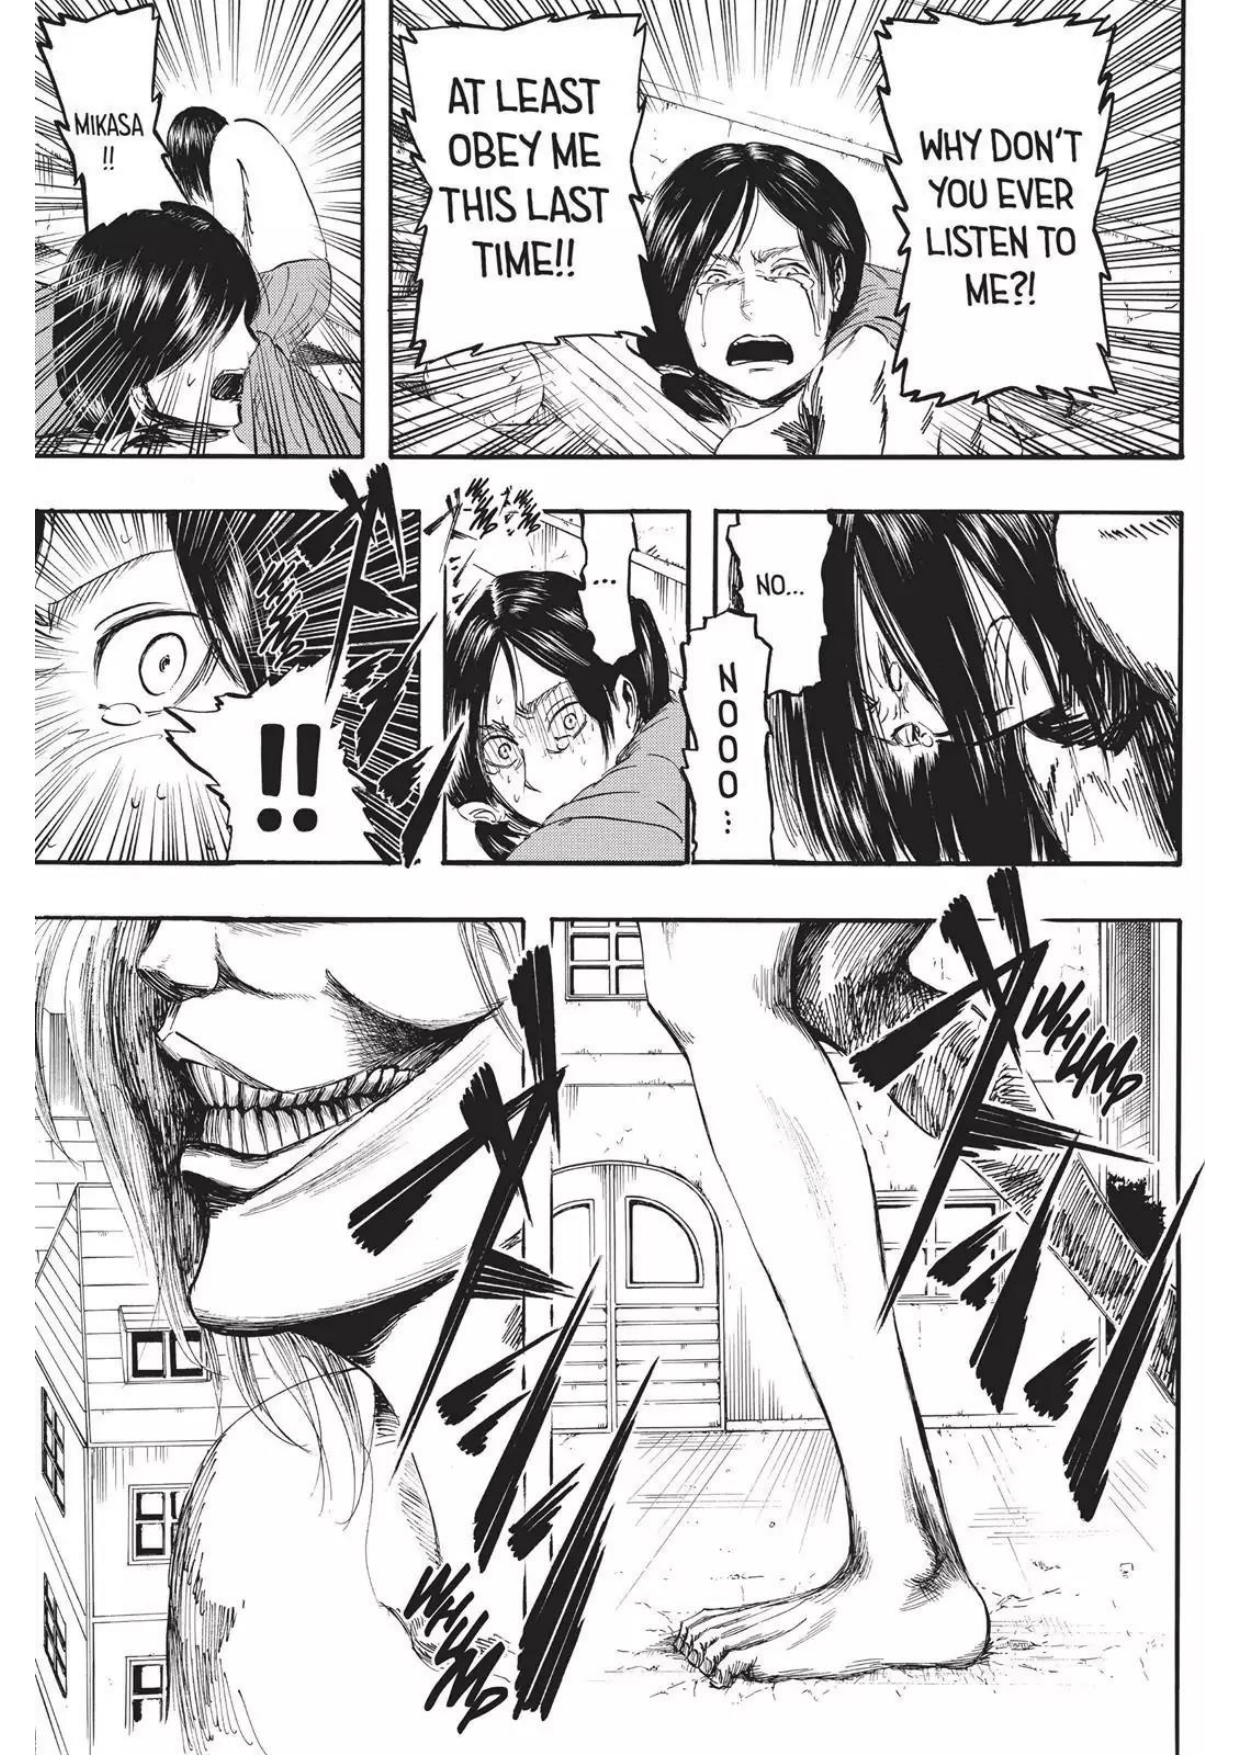 WHY DON'T
YOU EVER
LISTEN TO
ME?!
AT LEAST
OBEY ME
THIS LAST
TIME!!
MIKASA
!!
NO...
NOOO...
...
!!
WHUMP
WHUMP